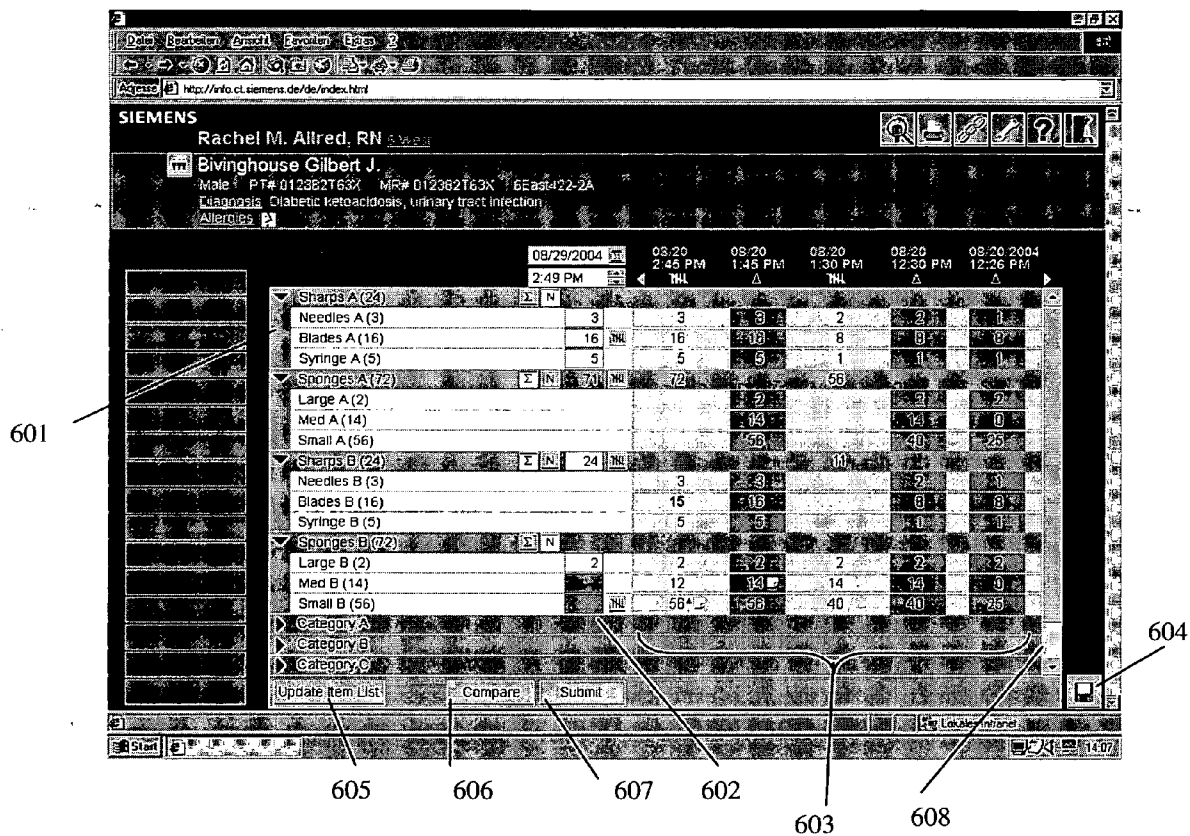 Datei Bearbeiten Ansicht Favoriten Extras ?
Adresse http://info.ct.siemens.de/de/index.html
SIEMENS
Rachel M. Allred, RN
Bivinghouse Gilbert J.
Male PT# 012382T63X MR# 012382T63X 6East422-2A
Diagnosis Diabetic ketoacidosis, urinary tract infection
Allergies
08/29/2004 08/20 08/20 08/20 08/20 08/20/2004
2:49 PM 2:45 PM 1:45 PM 1:30 PM 12:30 PM 12:26 PM
Sharps A (24) Σ N
Needles A (3) 3 3 3 2 2 1
Blades A (16) 16 16 16 8 8 8
Syringe A (5) 5 5 5 1 1 1
Sponges A (72) Σ N 71 72 56
Large A (2) 2 2 2
Med A (14) 14 14 0
Small A (56) 56 40 25
Sharps B (24) Σ N 24 11
Needles B (3) 3 3 2 1
Blades B (16) 15 16 8 8
Syringe B (5) 5 5 1 1
Sponges B (72) Σ N
Large B (2) 2 2 2 2 2 2
Med B (14) 12 14 14 14 0
Small B (56) 56* 56 40 40 25
Category A
Category B
Category C
Update Item List Compare Submit
Lokales Intranet
Start 14:07
601
602
603
604
605
606
607
608